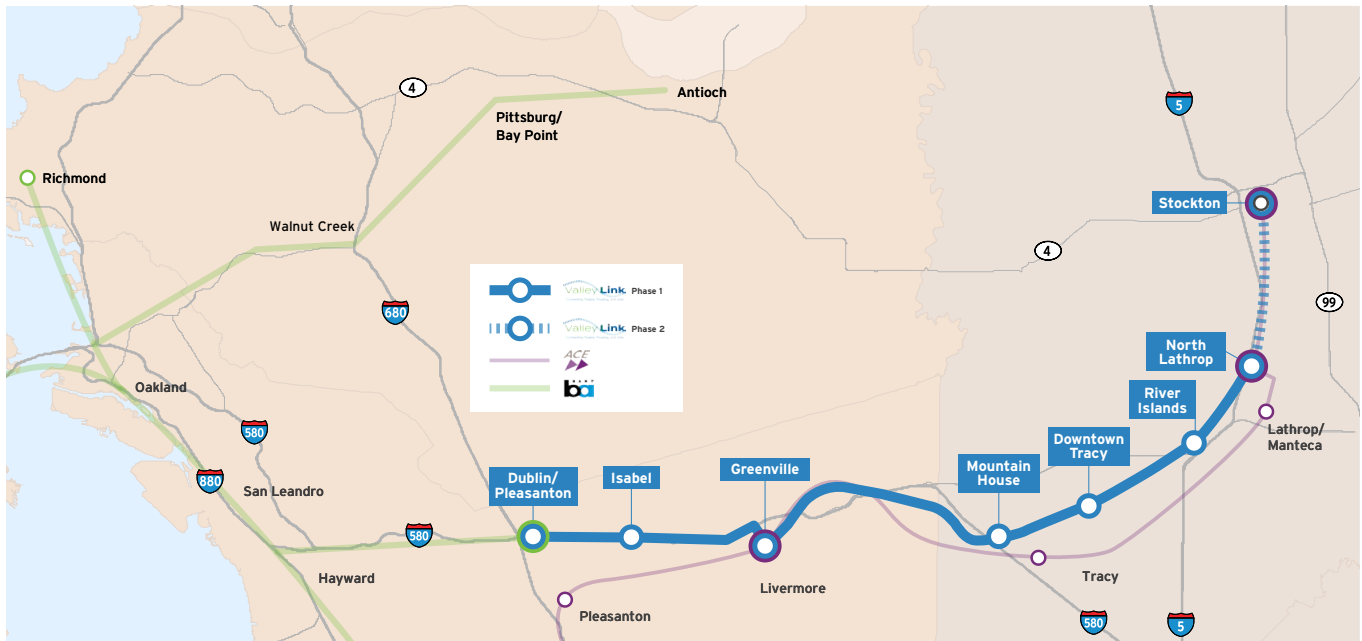 4
Antioch
Pittsburg/
Bay Point
5
Richmond
Stockton
Walnut Creek
4
680
99
Valley Link Phase 1
Valley Link Phase 2
ACE
ba
North
Lathrop
Oakland
River
Islands
580
Lathrop/
Manteca
Downtown
Tracy
Mountain
House
Greenville
Dublin/
Pleasanton
Isabel
880
San Leandro
580
Hayward
Livermore
Tracy
Pleasanton
580
5